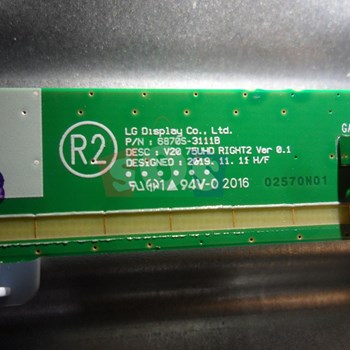 R2
LG Display Co., Ltd.
P/N : 6870S-3111B
DESC : V20 75UHD RIGHT2 Ver 0.1
DESIGNED : 2019. 11. 11 H/F
94V-0 2016
02570N01
GA